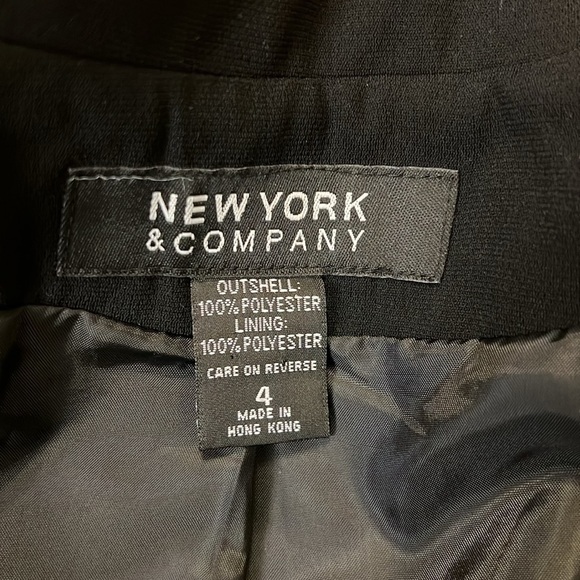 NEW YORK
& COMPANY
OUTSHELL:
100% POLYESTER
LINING:
100% POLYESTER
CARE ON REVERSE
4
MADE IN
HONG KONG